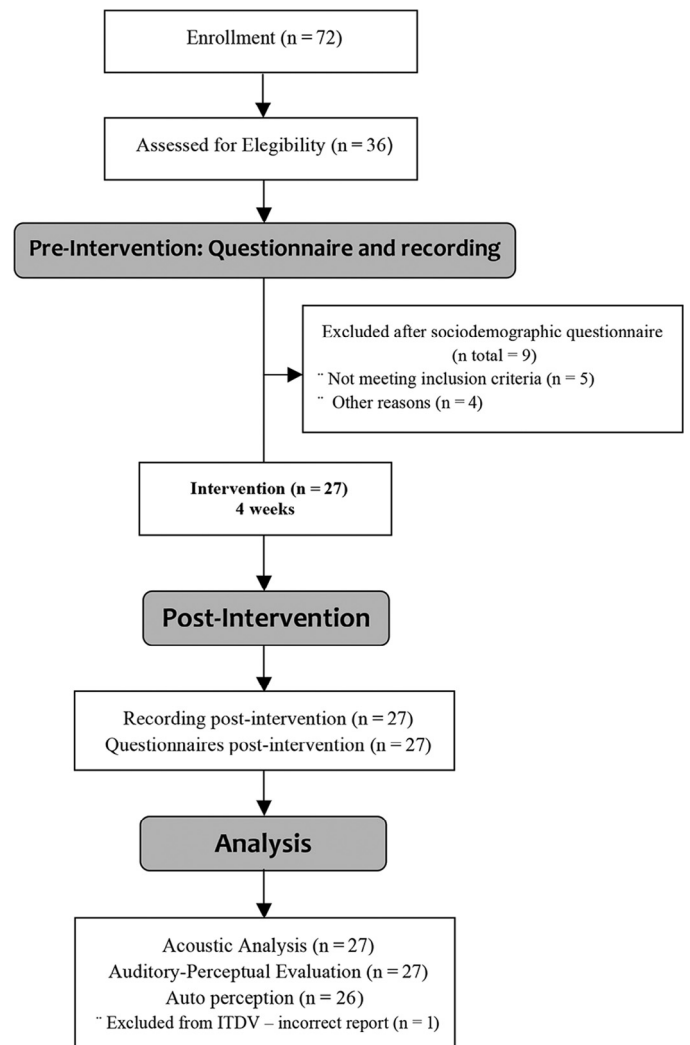 Enrollment (n = 72)
Assessed for Elegibility (n = 36)
Pre-Intervention: Questionnaire and recording
Excluded after sociodemographic questionnaire
(n total = 9)
¨ Not meeting inclusion criteria (n = 5)
¨ Other reasons (n = 4)
Intervention (n = 27)
4 weeks
Post-Intervention
Recording post-intervention (n = 27)
Questionnaires post-intervention (n = 27)
Analysis
Acoustic Analysis (n = 27)
Auditory-Perceptual Evaluation (n = 27)
Auto perception (n = 26)
¨ Excluded from ITDV – incorrect report (n = 1)